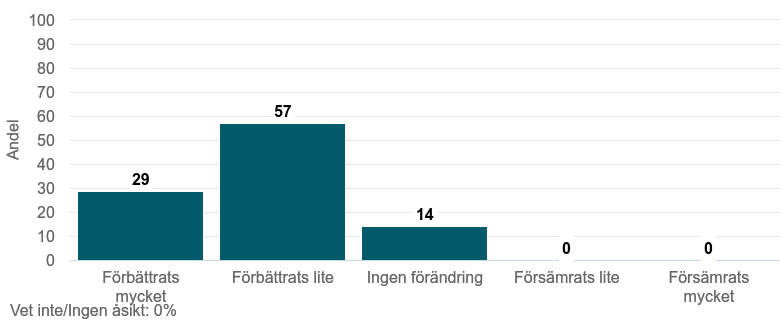 100
90
80
70
60
50
40
30
20
10
0
Andel
29
57
14
0
0
Förbättrats
mycket
Förbättrats lite
Ingen förändring
Försämrats lite
Försämrats
mycket
Vet inte/Ingen åsikt: 0%